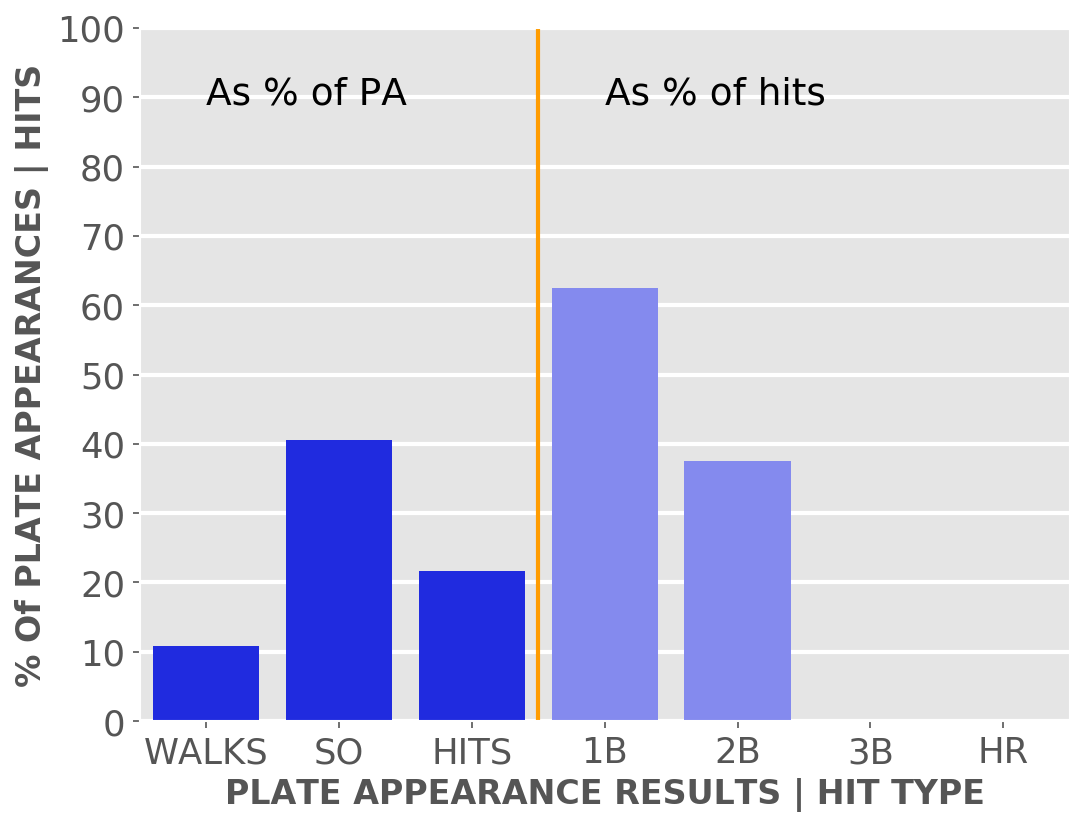 100
90
80
70
60
50
40
30
20
10
0
% Of PLATE APPEARANCES | HITS
As % of PA
As % of hits
WALKS SO HITS 1B 2B 3B HR
PLATE APPEARANCE RESULTS | HIT TYPE